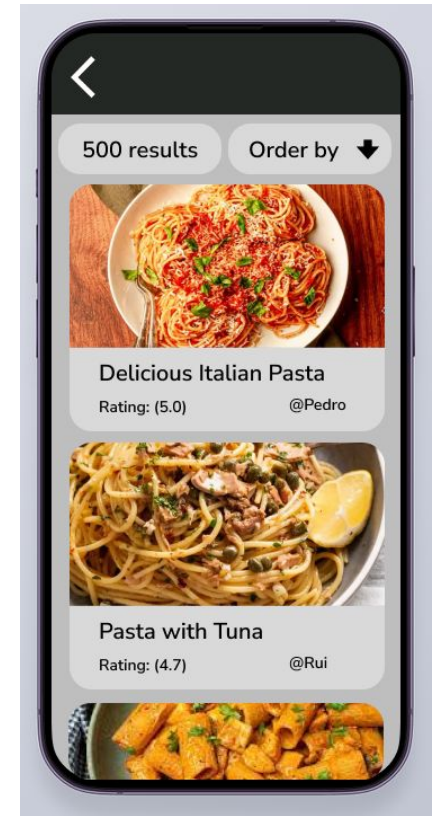 500 results
Order by
Delicious Italian Pasta
Rating: (5.0)
@Pedro
Pasta with Tuna
Rating: (4.7)
@Rui